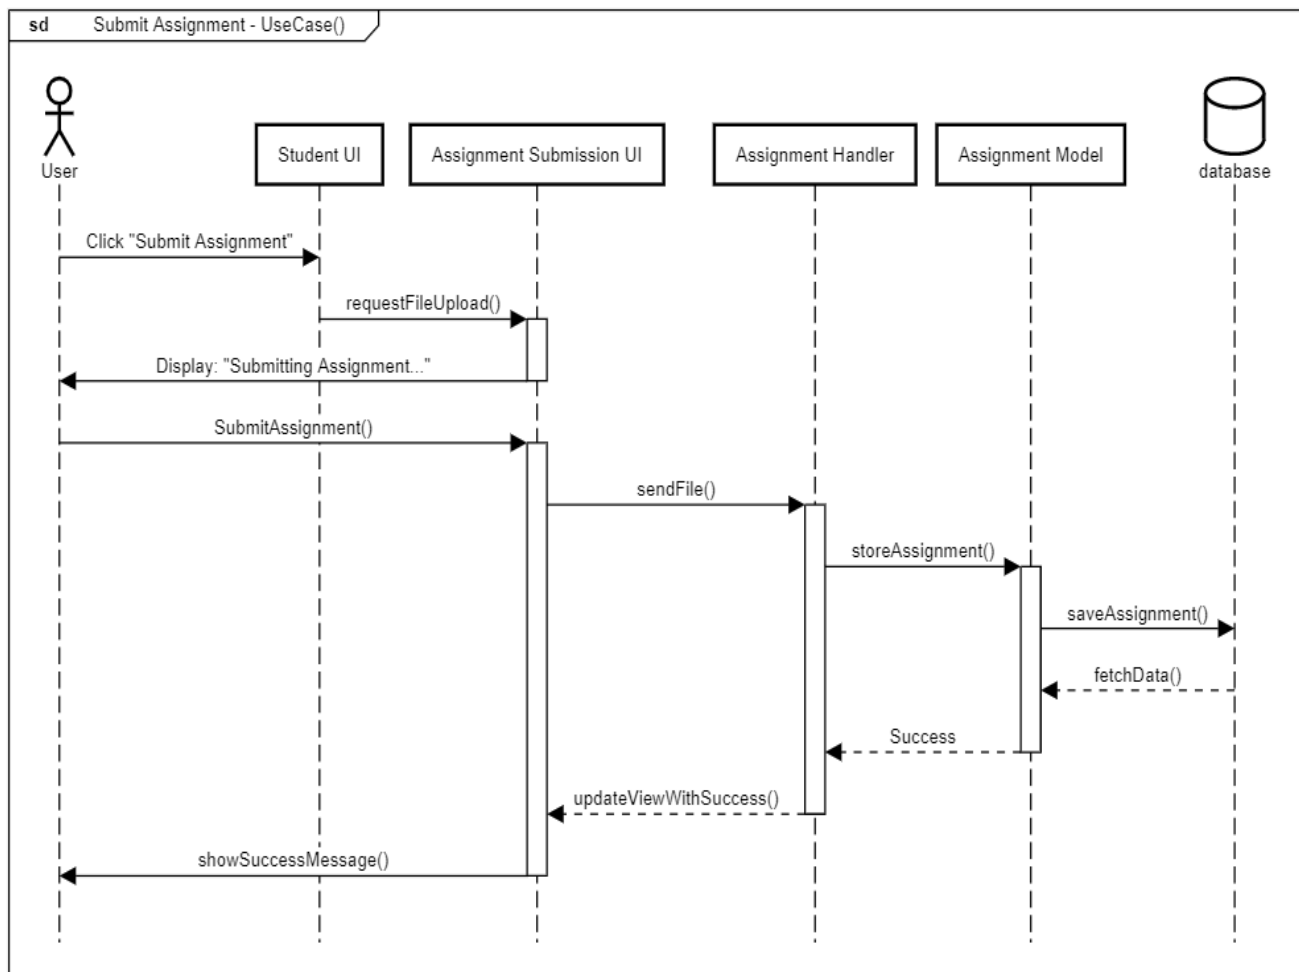 sd Submit Assignment - UseCase()
User
Student UI
Assignment Submission UI
Assignment Handler
Assignment Model
database
Click "Submit Assignment"
requestFileUpload()
Display: "Submitting Assignment..."
SubmitAssignment()
sendFile()
storeAssignment()
saveAssignment()
fetchData()
Success
updateViewWithSuccess()
showSuccessMessage()